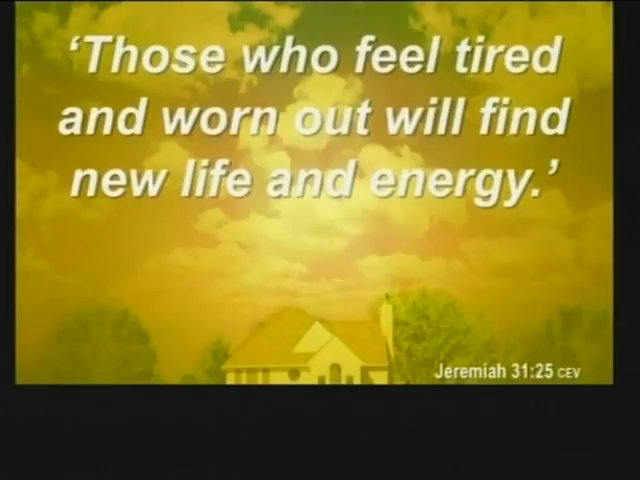 ‘Those who feel tired
and worn out will find
new life and energy.’
Jeremiah 31:25 CEV